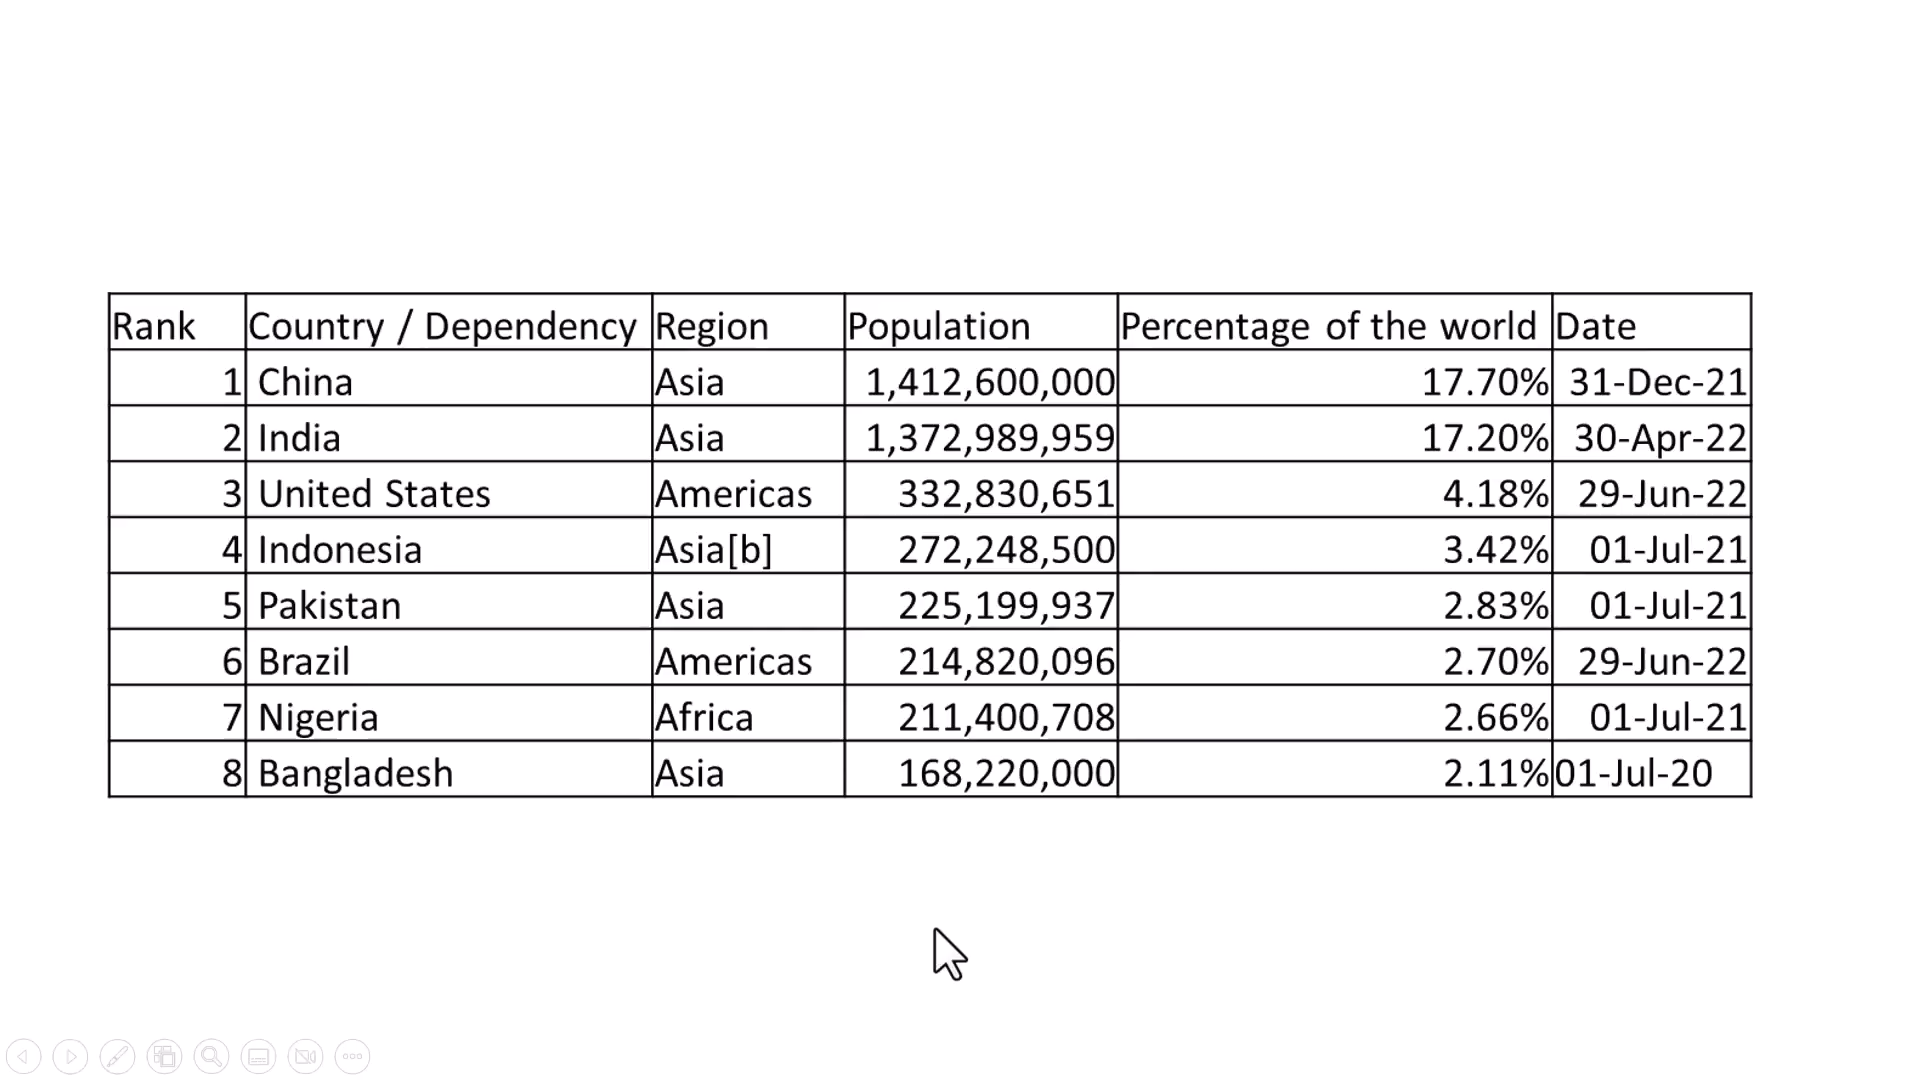 Rank Country / Dependency Region Population Percentage of the world Date
1 China Asia 1,412,600,000 17.70% 31-Dec-21
2 India Asia 1,372,989,959 17.20% 30-Apr-22
3 United States Americas 332,830,651 4.18% 29-Jun-22
4 Indonesia Asia[b] 272,248,500 3.42% 01-Jul-21
5 Pakistan Asia 225,199,937 2.83% 01-Jul-21
6 Brazil Americas 214,820,096 2.70% 29-Jun-22
7 Nigeria Africa 211,400,708 2.66% 01-Jul-21
8 Bangladesh Asia 168,220,000 2.11% 01-Jul-20